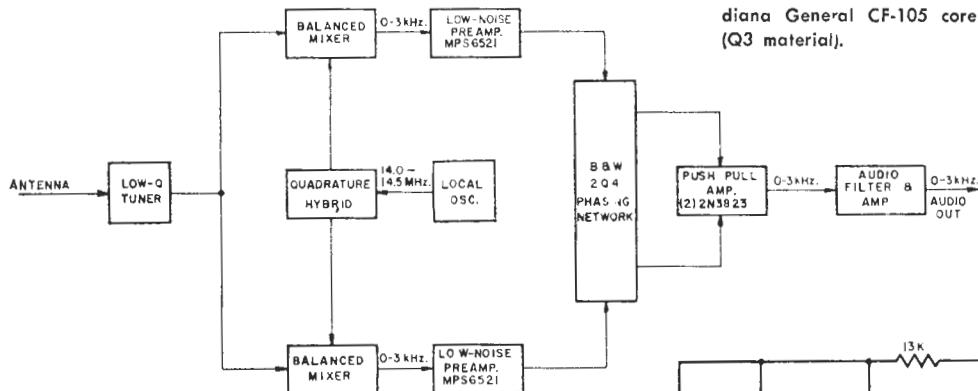 diana General CF-105 core
(Q3 material).
BALANCED
MIXER
0-3kHz.
LOW-NOISE
PREAMP.
MPS6521
ANTENNA
LOW-Q
TUNER
QUADRATURE
HYBRID
14.0-
14.5MHz.
LOCAL
OSC.
B&W
2Q4
PHASING
NETWORK
PUSH PULL
AMP.
(2)2N3823
0-3kHz.
AUDIO
FILTER &
AMP
0-3kHz.
AUDIO
OUT
BALANCED
MIXER
0-3kHz.
LOW-NOISE
PREAMP.
MPS6521
13K